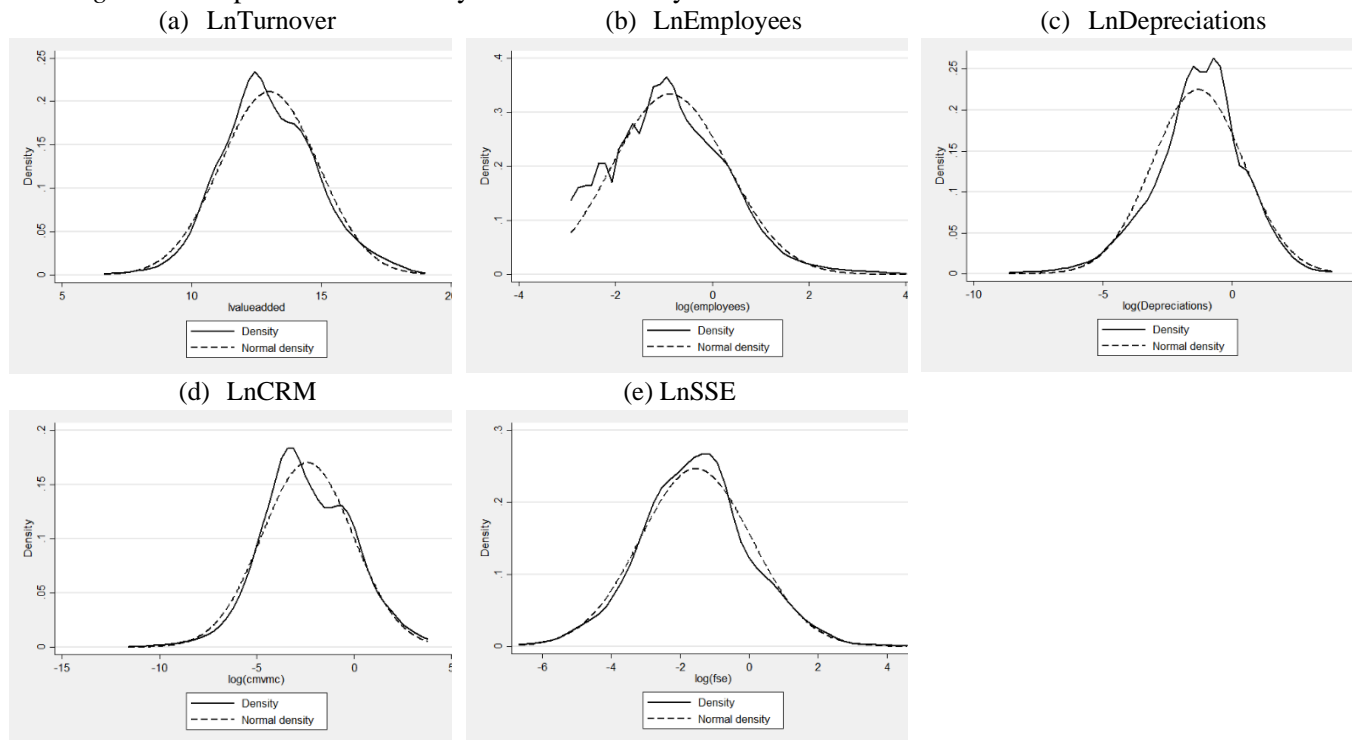 (a) LnTurnover (b) LnEmployees (c) LnDepreciations
.25
.2
.15
.1
.05
0
Density
5 10 15 20
lvalueadded
Density
Normal density
.4
.3
.2
.1
0
Density
-4 -2 0 2 4
log(employees)
Density
Normal density
.25
.2
.15
.1
.05
0
Density
-10 -5 0
log(Depreciations)
Density
Normal density
(d) LnCRM (e) LnSSE
.2
.15
.1
.05
0
Density
-15 -10 -5 0 5
log(cmvmc)
Density
Normal density
.3
.2
.1
0
Density
-6 -4 -2 0 2 4
log(fse)
Density
Normal density